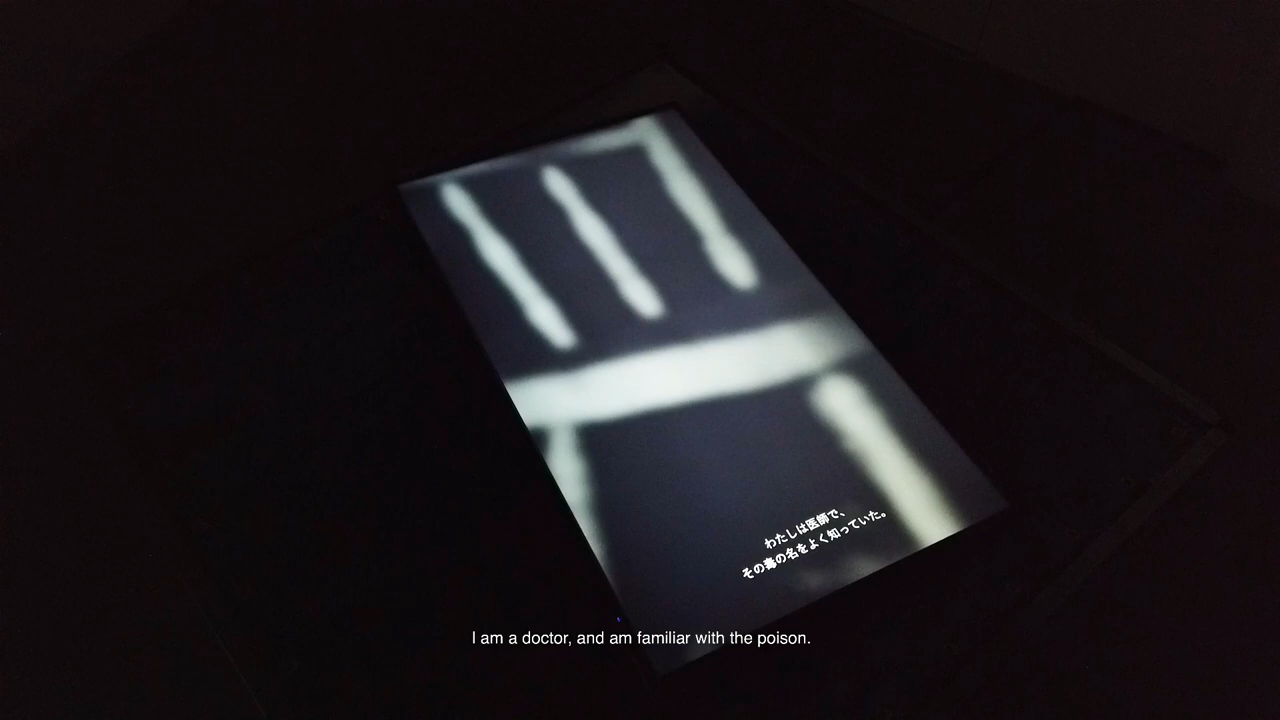 わたしは医師で、
その毒の名をよく知っていた。
I am a doctor, and am familiar with the poison.